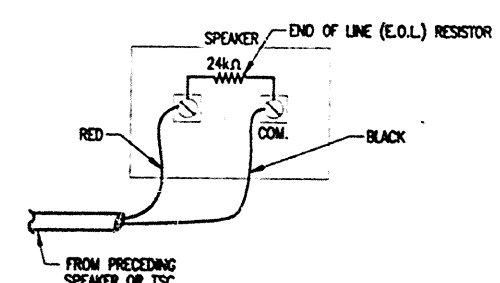 SPEAKER
END OF LINE (E.O.L.) RESISTOR
24kΩ
RED
COM.
BLACK
FROM PRECEDING
SPEAKER OR TSC